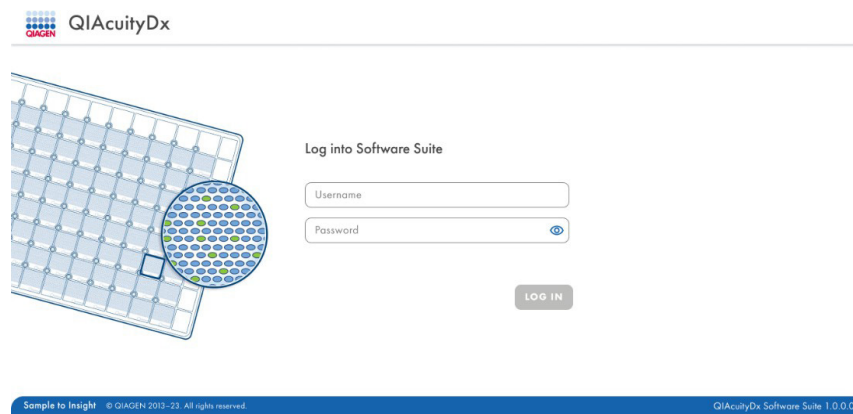 QIAGEN
QIAcuityDx
Log into Software Suite
Username
Password
LOG IN
Sample to Insight © QIAGEN 2013–23. All rights reserved. QIAcuityDx Software Suite 1.0.0.0